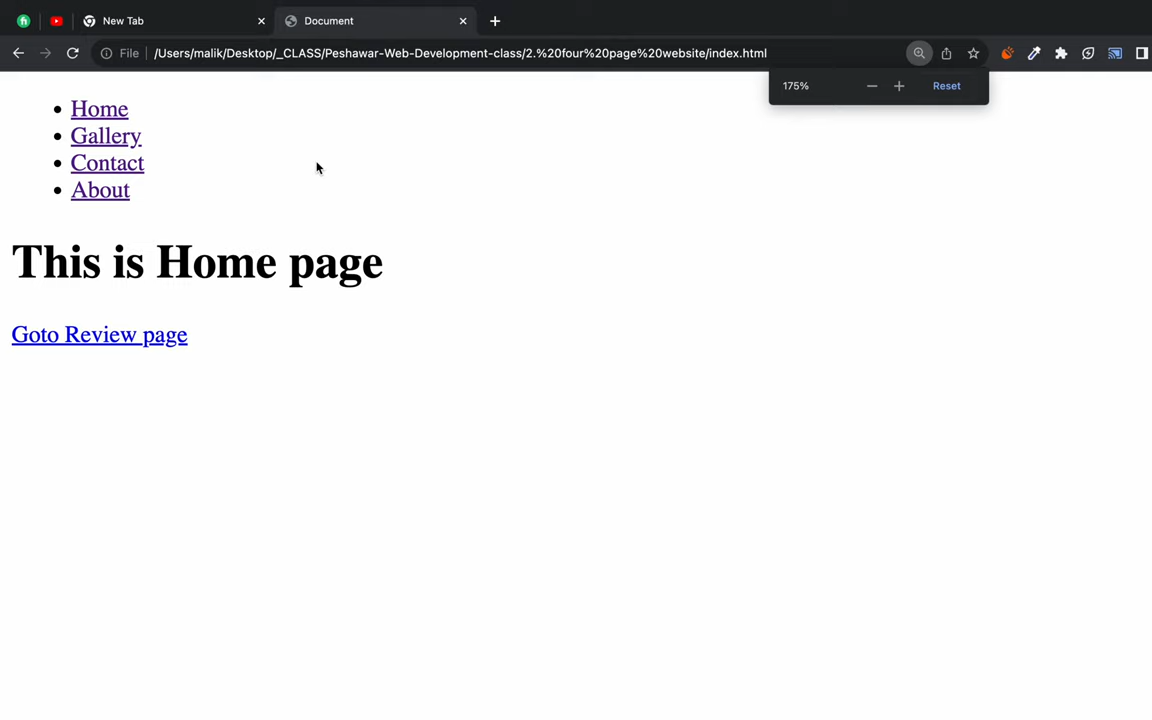 fi
New Tab
Document
File
/Users/malik/Desktop/_CLASS/Peshawar-Web-Development-class/2.%20four%20page%20website/index.html
175%
Reset
Home
Gallery
Contact
About
This is Home page
Goto Review page